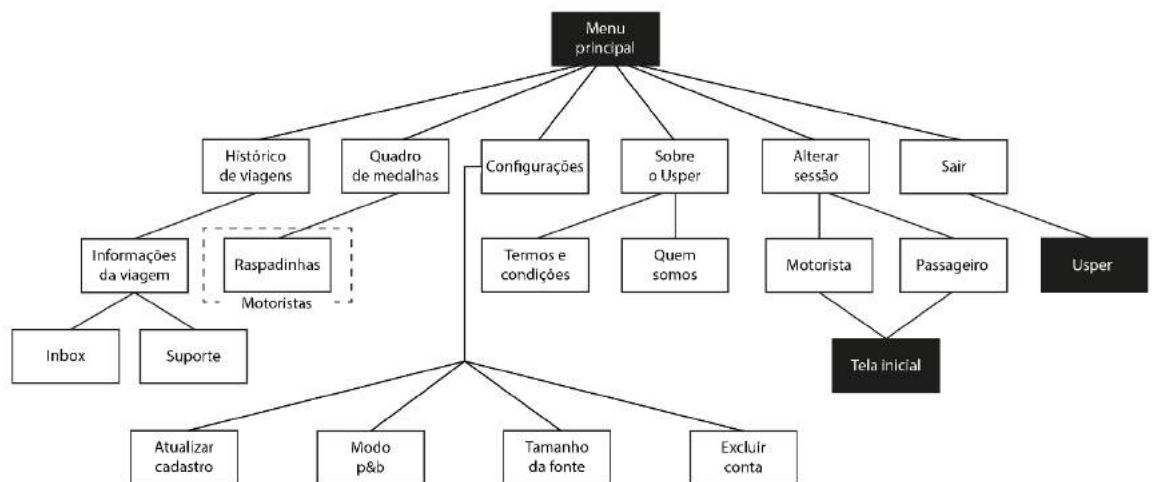 Menu
principal
Histórico
de viagens
Quadro
de medalhas
Configurações
Sobre
o Usper
Alterar
sessão
Sair
Informações
da viagem
Raspadinhas
Motoristas
Termos e
condições
Quem
somos
Motorista
Passageiro
Usper
Inbox
Suporte
Tela inicial
Atualizar
cadastro
Modo
p&b
Tamanho
da fonte
Excluir
conta